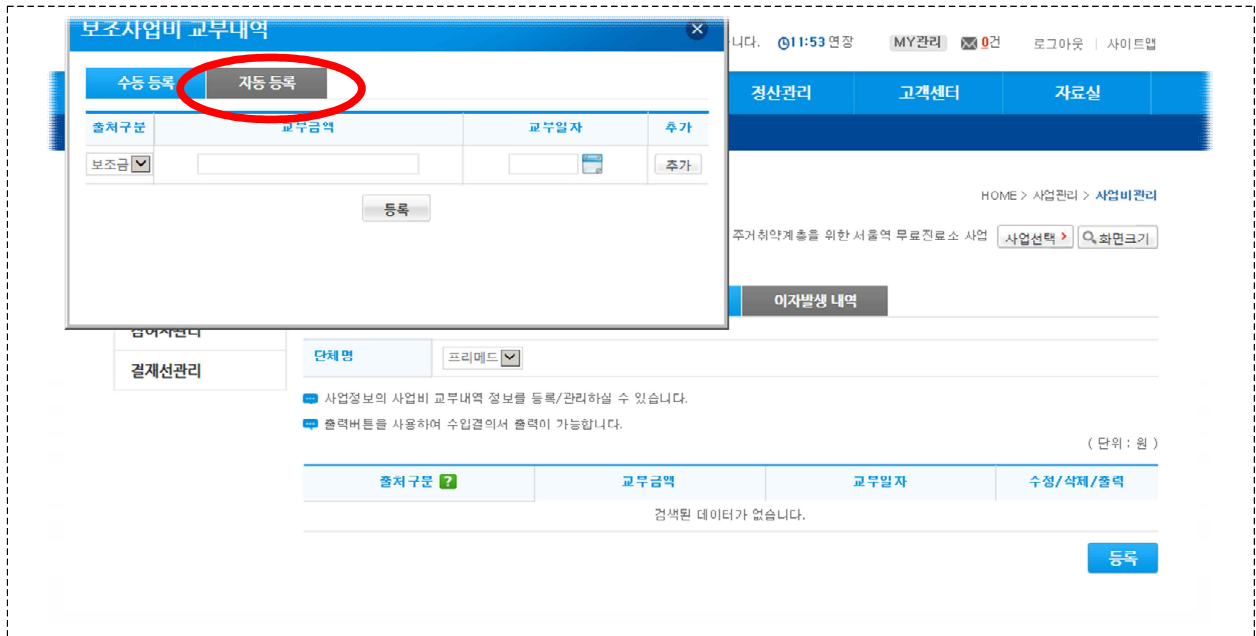 보조사업비 교부내역
니다. 11:53 연장 MY관리 0건 로그아웃 | 사이트맵
수동 등록 자동 등록
정산관리 고객센터 자료실
출처구분 교부금액 교부일자 추가
보조금 추가
등록
HOME > 사업관리 > 사업비관리
주거취약계층을 위한 서울역 무료진료소 사업 사업선택 > 화면크기
이자발생 내역
참여자관리
단체명 프리메드
결재선관리
사업정보의 사업비 교부내역 정보를 등록/관리하실 수 있습니다.
출력버튼을 사용하여 수입결의서 출력이 가능합니다.
( 단위 : 원 )
출처구분 ? 교부금액 교부일자 수정/삭제/출력
검색된 데이터가 없습니다.
등록